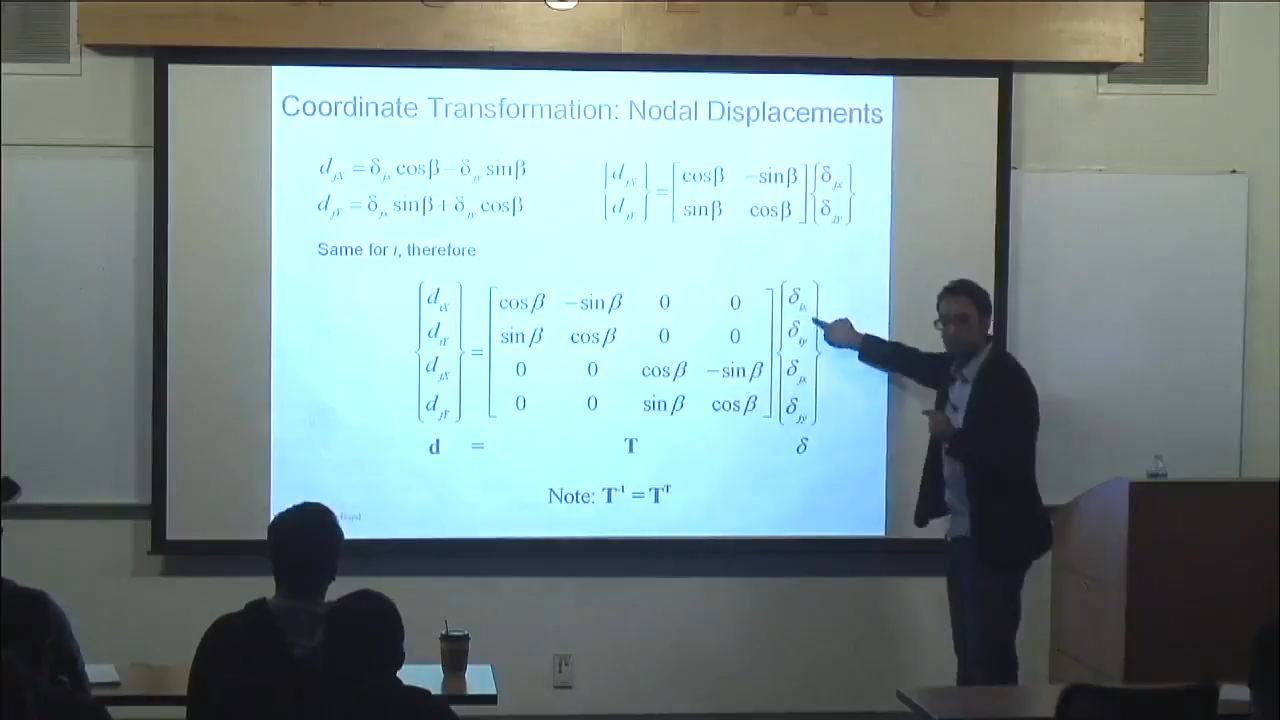 Coordinate Transformation: Nodal Displacements
d_jX = δ_jx cosβ − δ_jy sinβ
d_jY = δ_jx sinβ + δ_jy cosβ
{d_jX d_jY} = [cosβ −sinβ sinβ cosβ] {δ_jx δ_jy}
Same for i, therefore
d_iX cosβ −sinβ 0 0 δ_ix
d_iY = sinβ cosβ 0 0 δ_iy
d_jX 0 0 cosβ −sinβ δ_jx
d_jY 0 0 sinβ cosβ δ_jy
d = T δ
Note: T⁻¹ = Tᵀ